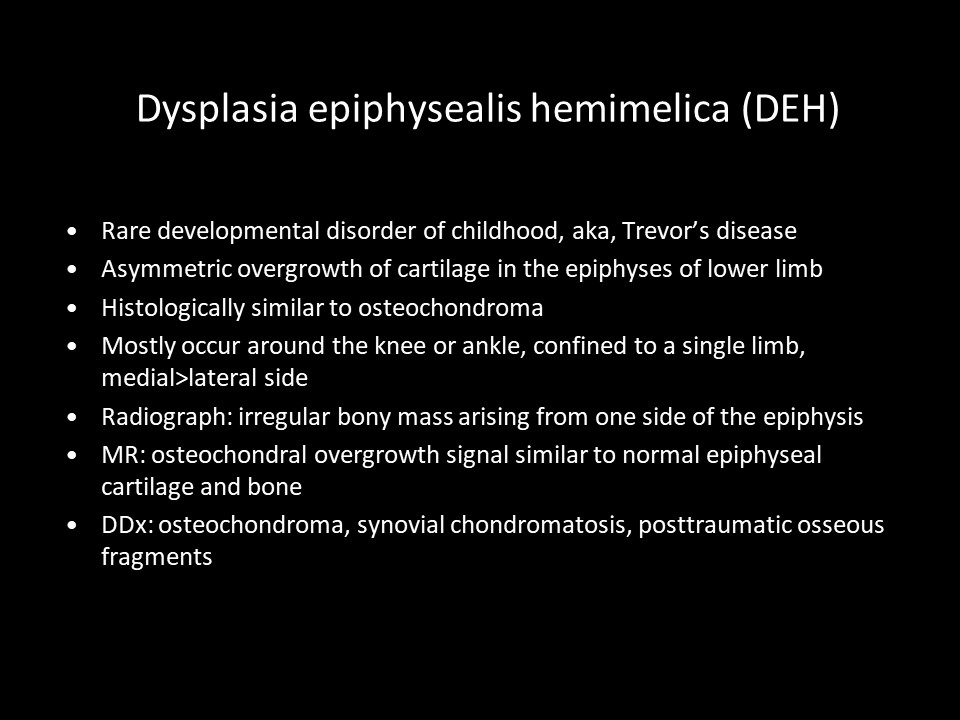 Dysplasia epiphysealis hemimelica (DEH)
• Rare developmental disorder of childhood, aka, Trevor’s disease
• Asymmetric overgrowth of cartilage in the epiphyses of lower limb
• Histologically similar to osteochondroma
• Mostly occur around the knee or ankle, confined to a single limb,
medial>lateral side
• Radiograph: irregular bony mass arising from one side of the epiphysis
• MR: osteochondral overgrowth signal similar to normal epiphyseal
cartilage and bone
• DDx: osteochondroma, synovial chondromatosis, posttraumatic osseous
fragments